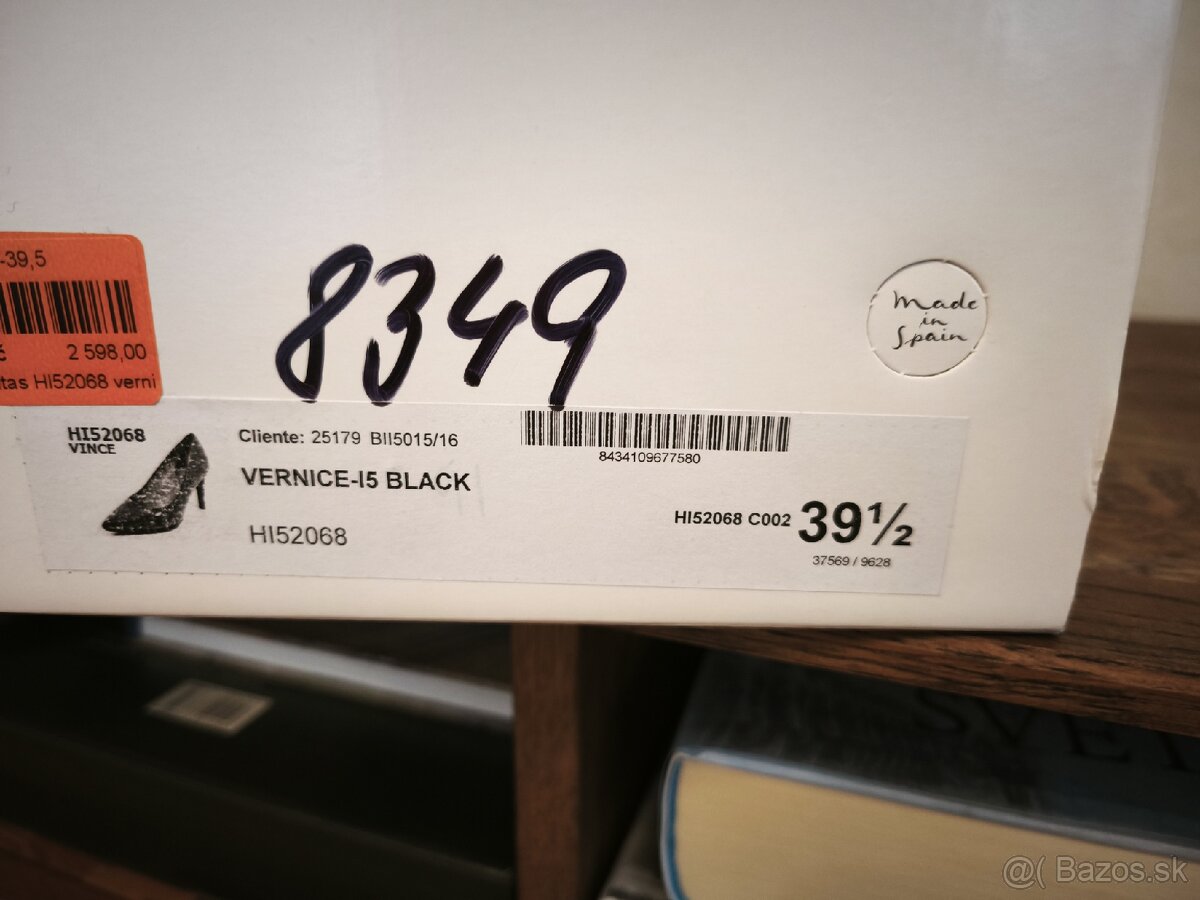 -39,5
2 598,00
tas HI52068 verni
8349
Made
in
Spain
HI52068
VINCE
Cliente: 25179 BII5015/16
VERNICE-I5 BLACK
HI52068
8434109677580
HI52068 C002 39½
37569 / 9628
SVET
@( Bazos.sk